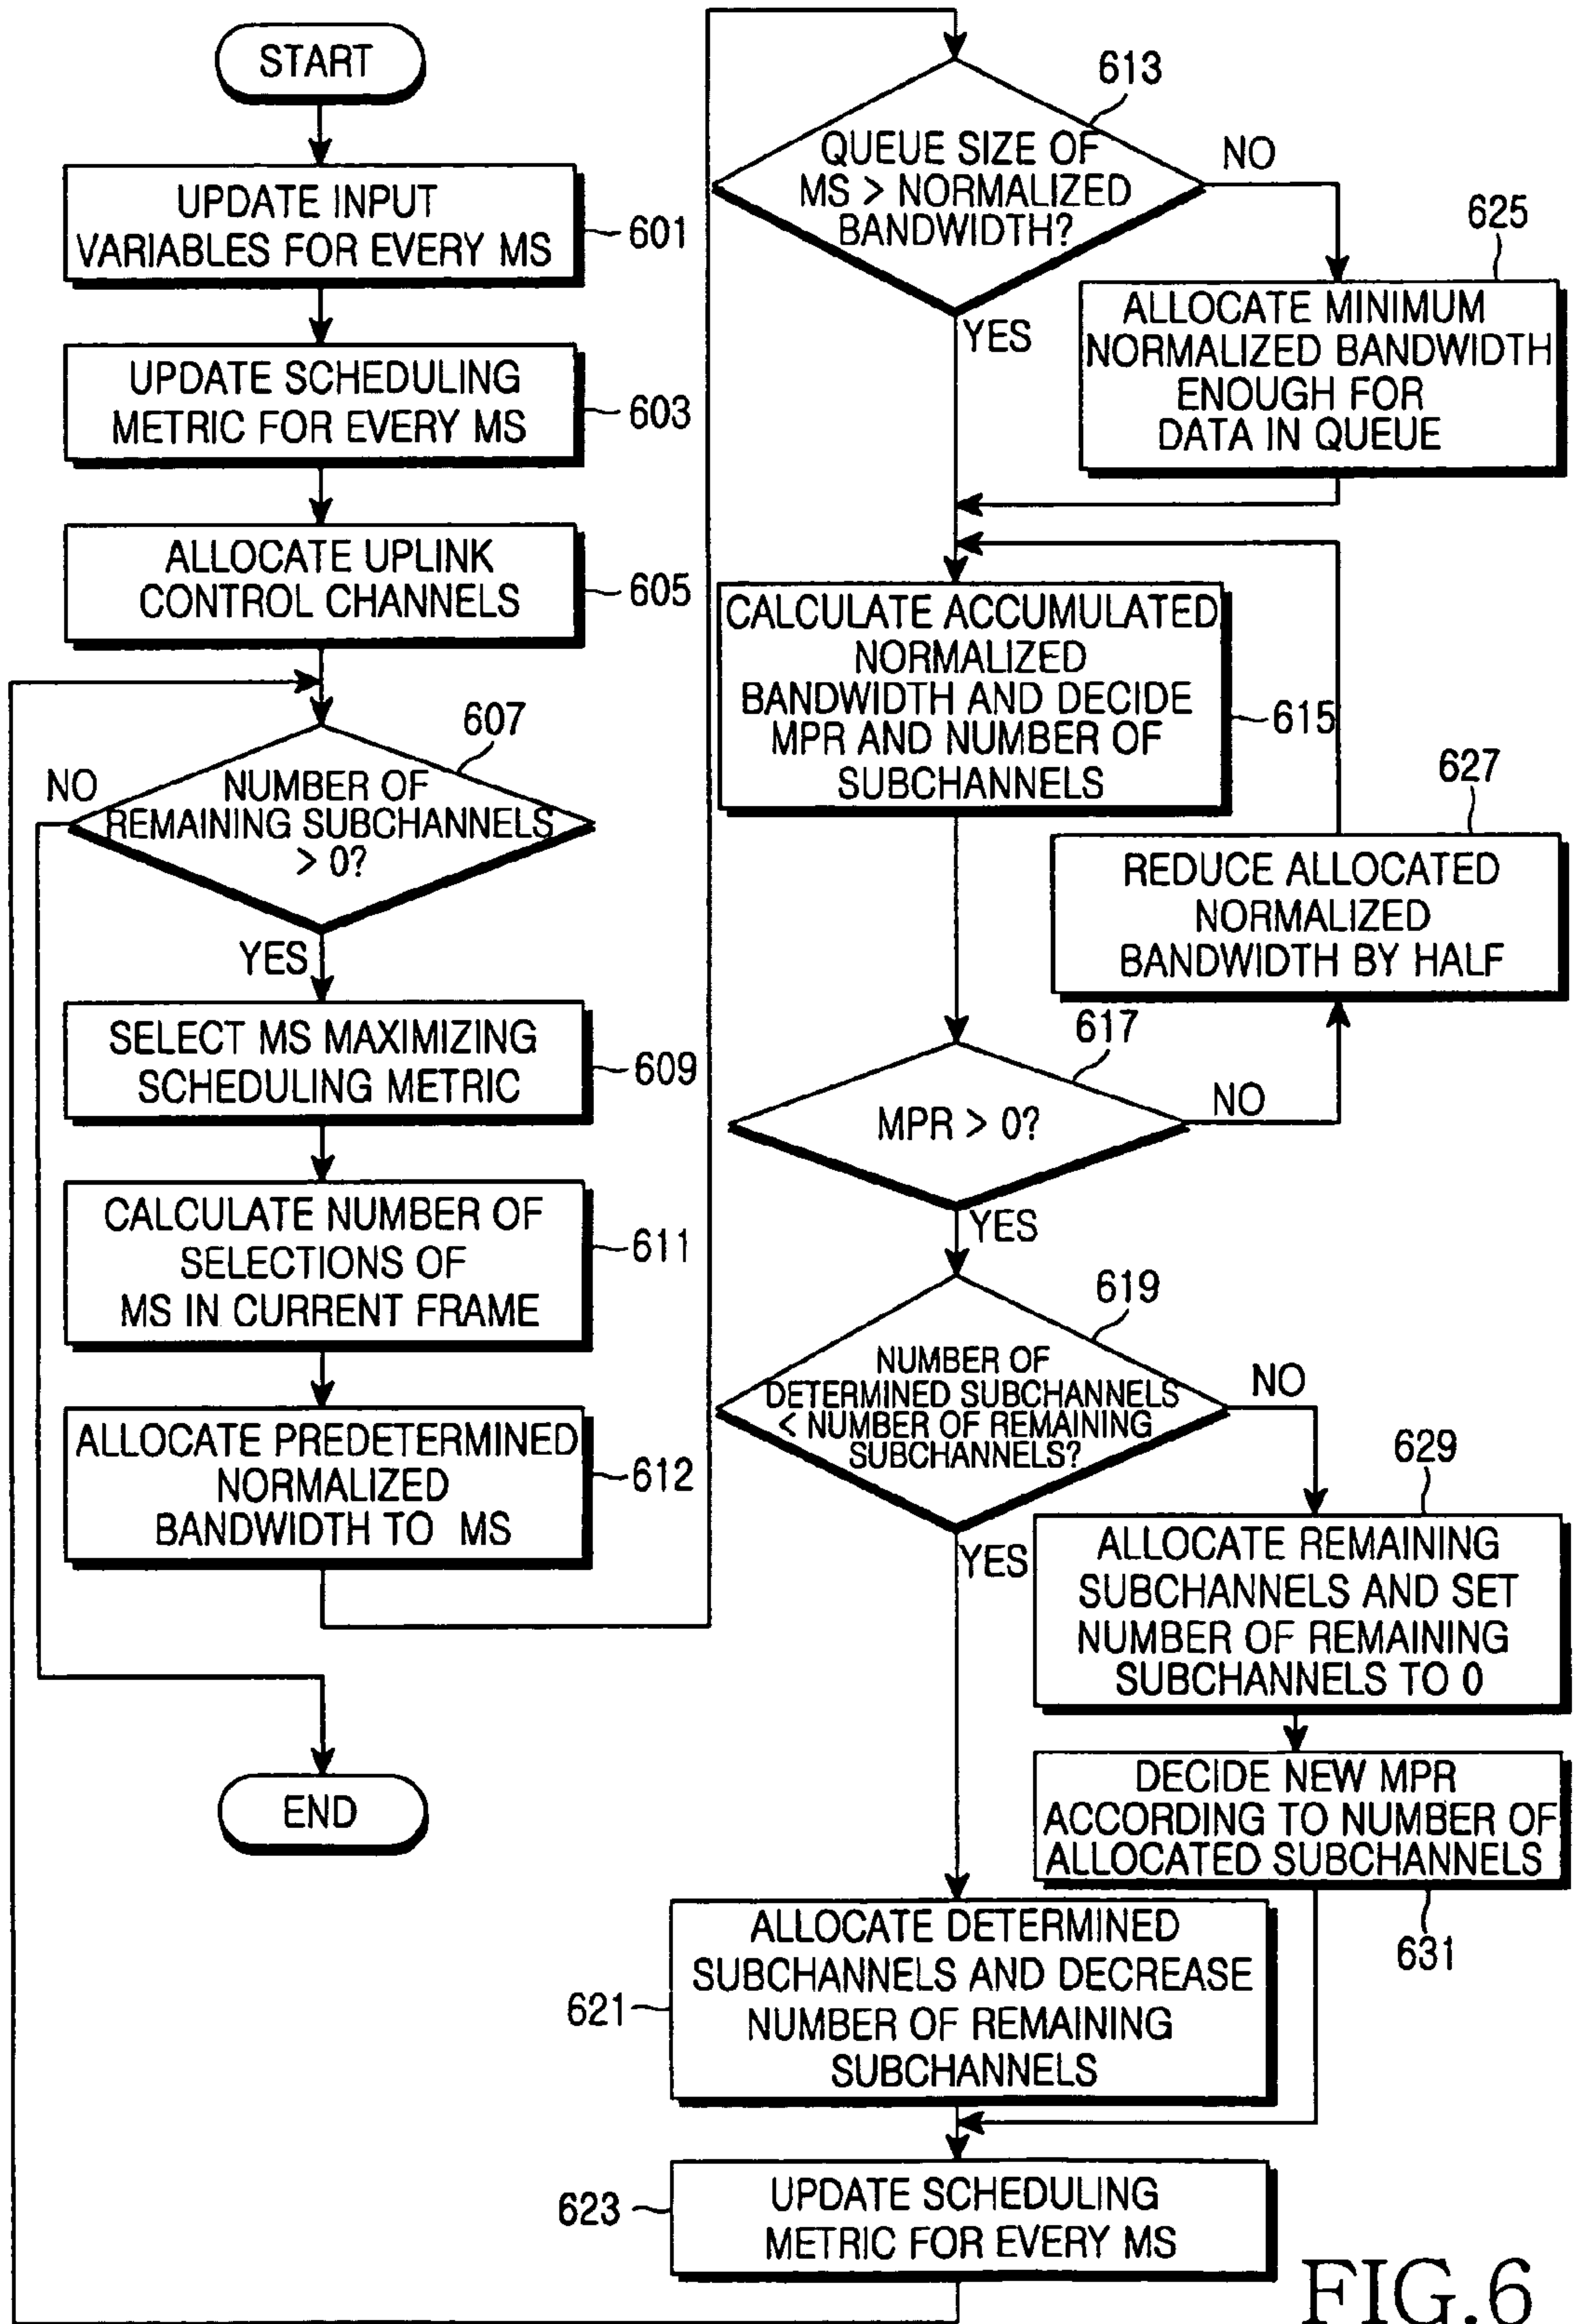 START
UPDATE INPUT
VARIABLES FOR EVERY MS
601
UPDATE SCHEDULING
METRIC FOR EVERY MS
603
ALLOCATE UPLINK
CONTROL CHANNELS
605
607
NO
NUMBER OF
REMAINING SUBCHANNELS
> 0?
YES
SELECT MS MAXIMIZING
SCHEDULING METRIC
609
CALCULATE NUMBER OF
SELECTIONS OF
MS IN CURRENT FRAME
611
ALLOCATE PREDETERMINED
NORMALIZED
BANDWIDTH TO MS
612
END
613
QUEUE SIZE OF
MS > NORMALIZED
BANDWIDTH?
NO
YES
625
ALLOCATE MINIMUM
NORMALIZED BANDWIDTH
ENOUGH FOR
DATA IN QUEUE
CALCULATE ACCUMULATED
NORMALIZED
BANDWIDTH AND DECIDE
MPR AND NUMBER OF
SUBCHANNELS
615
627
REDUCE ALLOCATED
NORMALIZED
BANDWIDTH BY HALF
617
MPR > 0?
NO
YES
619
NUMBER OF
DETERMINED SUBCHANNELS
< NUMBER OF REMAINING
SUBCHANNELS?
NO
YES
629
ALLOCATE REMAINING
SUBCHANNELS AND SET
NUMBER OF REMAINING
SUBCHANNELS TO 0
DECIDE NEW MPR
ACCORDING TO NUMBER OF
ALLOCATED SUBCHANNELS
631
ALLOCATE DETERMINED
SUBCHANNELS AND DECREASE
NUMBER OF REMAINING
SUBCHANNELS
621
UPDATE SCHEDULING
METRIC FOR EVERY MS
623
FIG.6